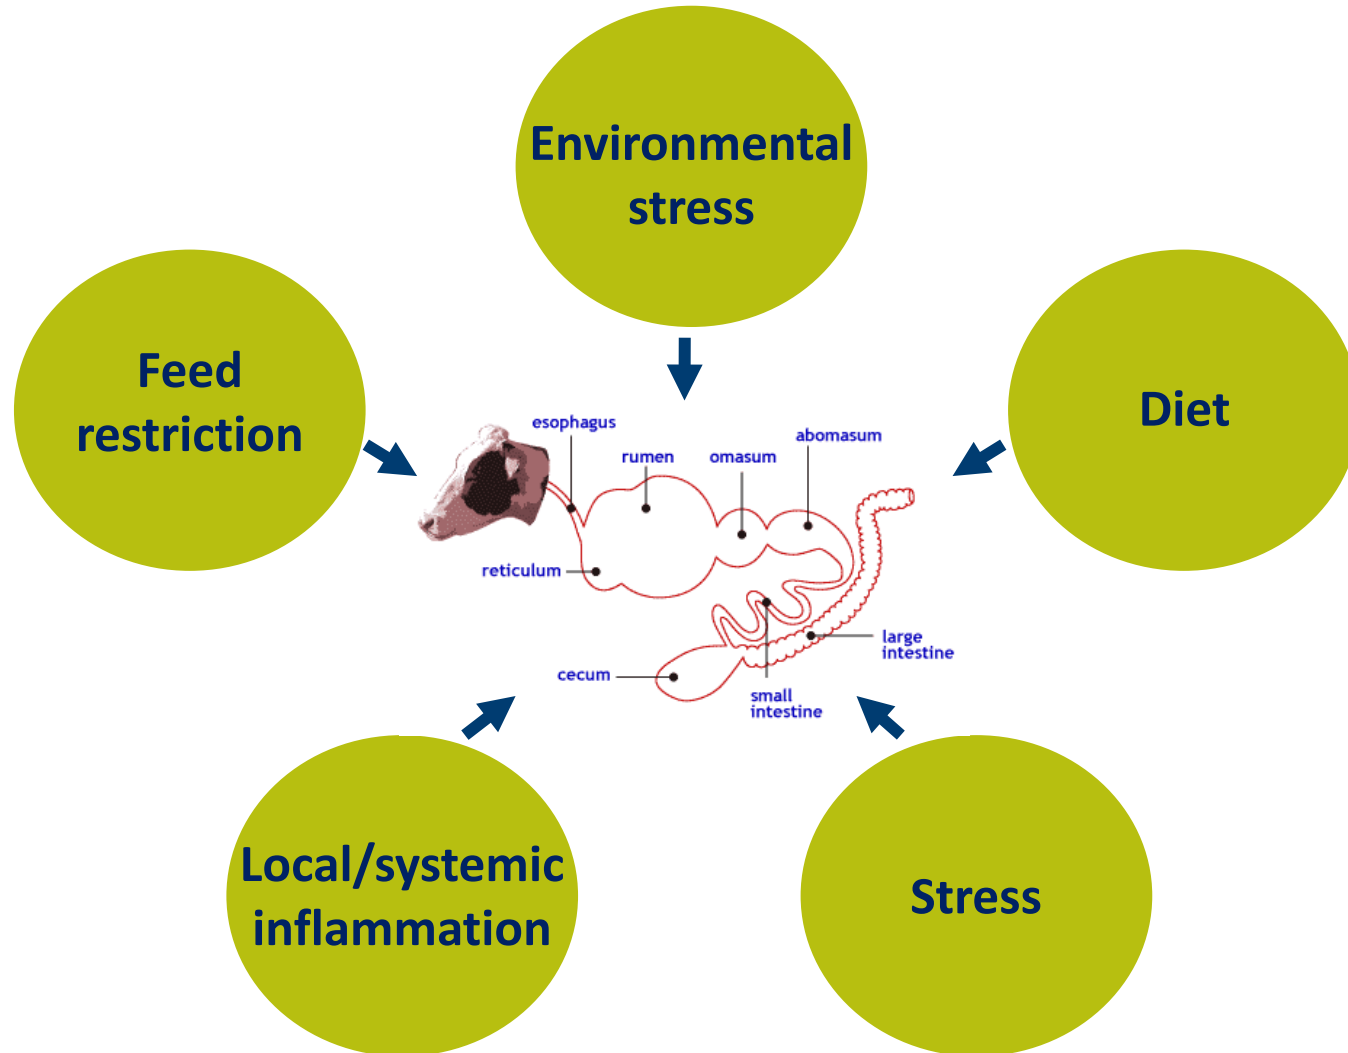 Environmental
stress
Feed
restriction
Diet
esophagus
rumen
omasum
abomasum
reticulum
large
intestine
cecum
small
intestine
Local/systemic
inflammation
Stress